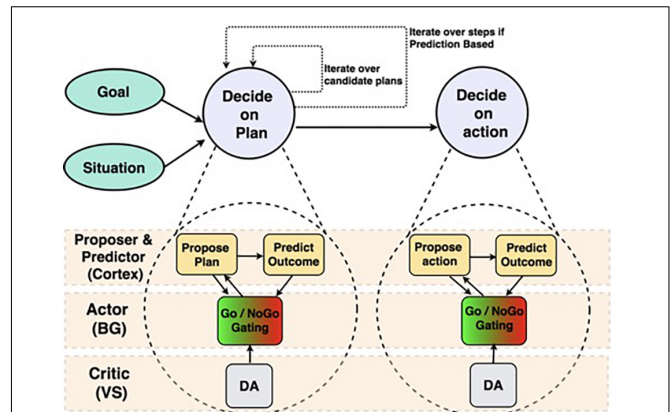 Iterate over steps if
Prediction Based
Iterate over
candidate plans
Goal
Situation
Decide
on
Plan
Decide
on
action
Proposer &
Predictor
(Cortex)
Propose
Plan
Predict
Outcome
Propose
action
Predict
Outcome
Actor
(BG)
Go / NoGo
Gating
Go / NoGo
Gating
Critic
(VS)
DA
DA